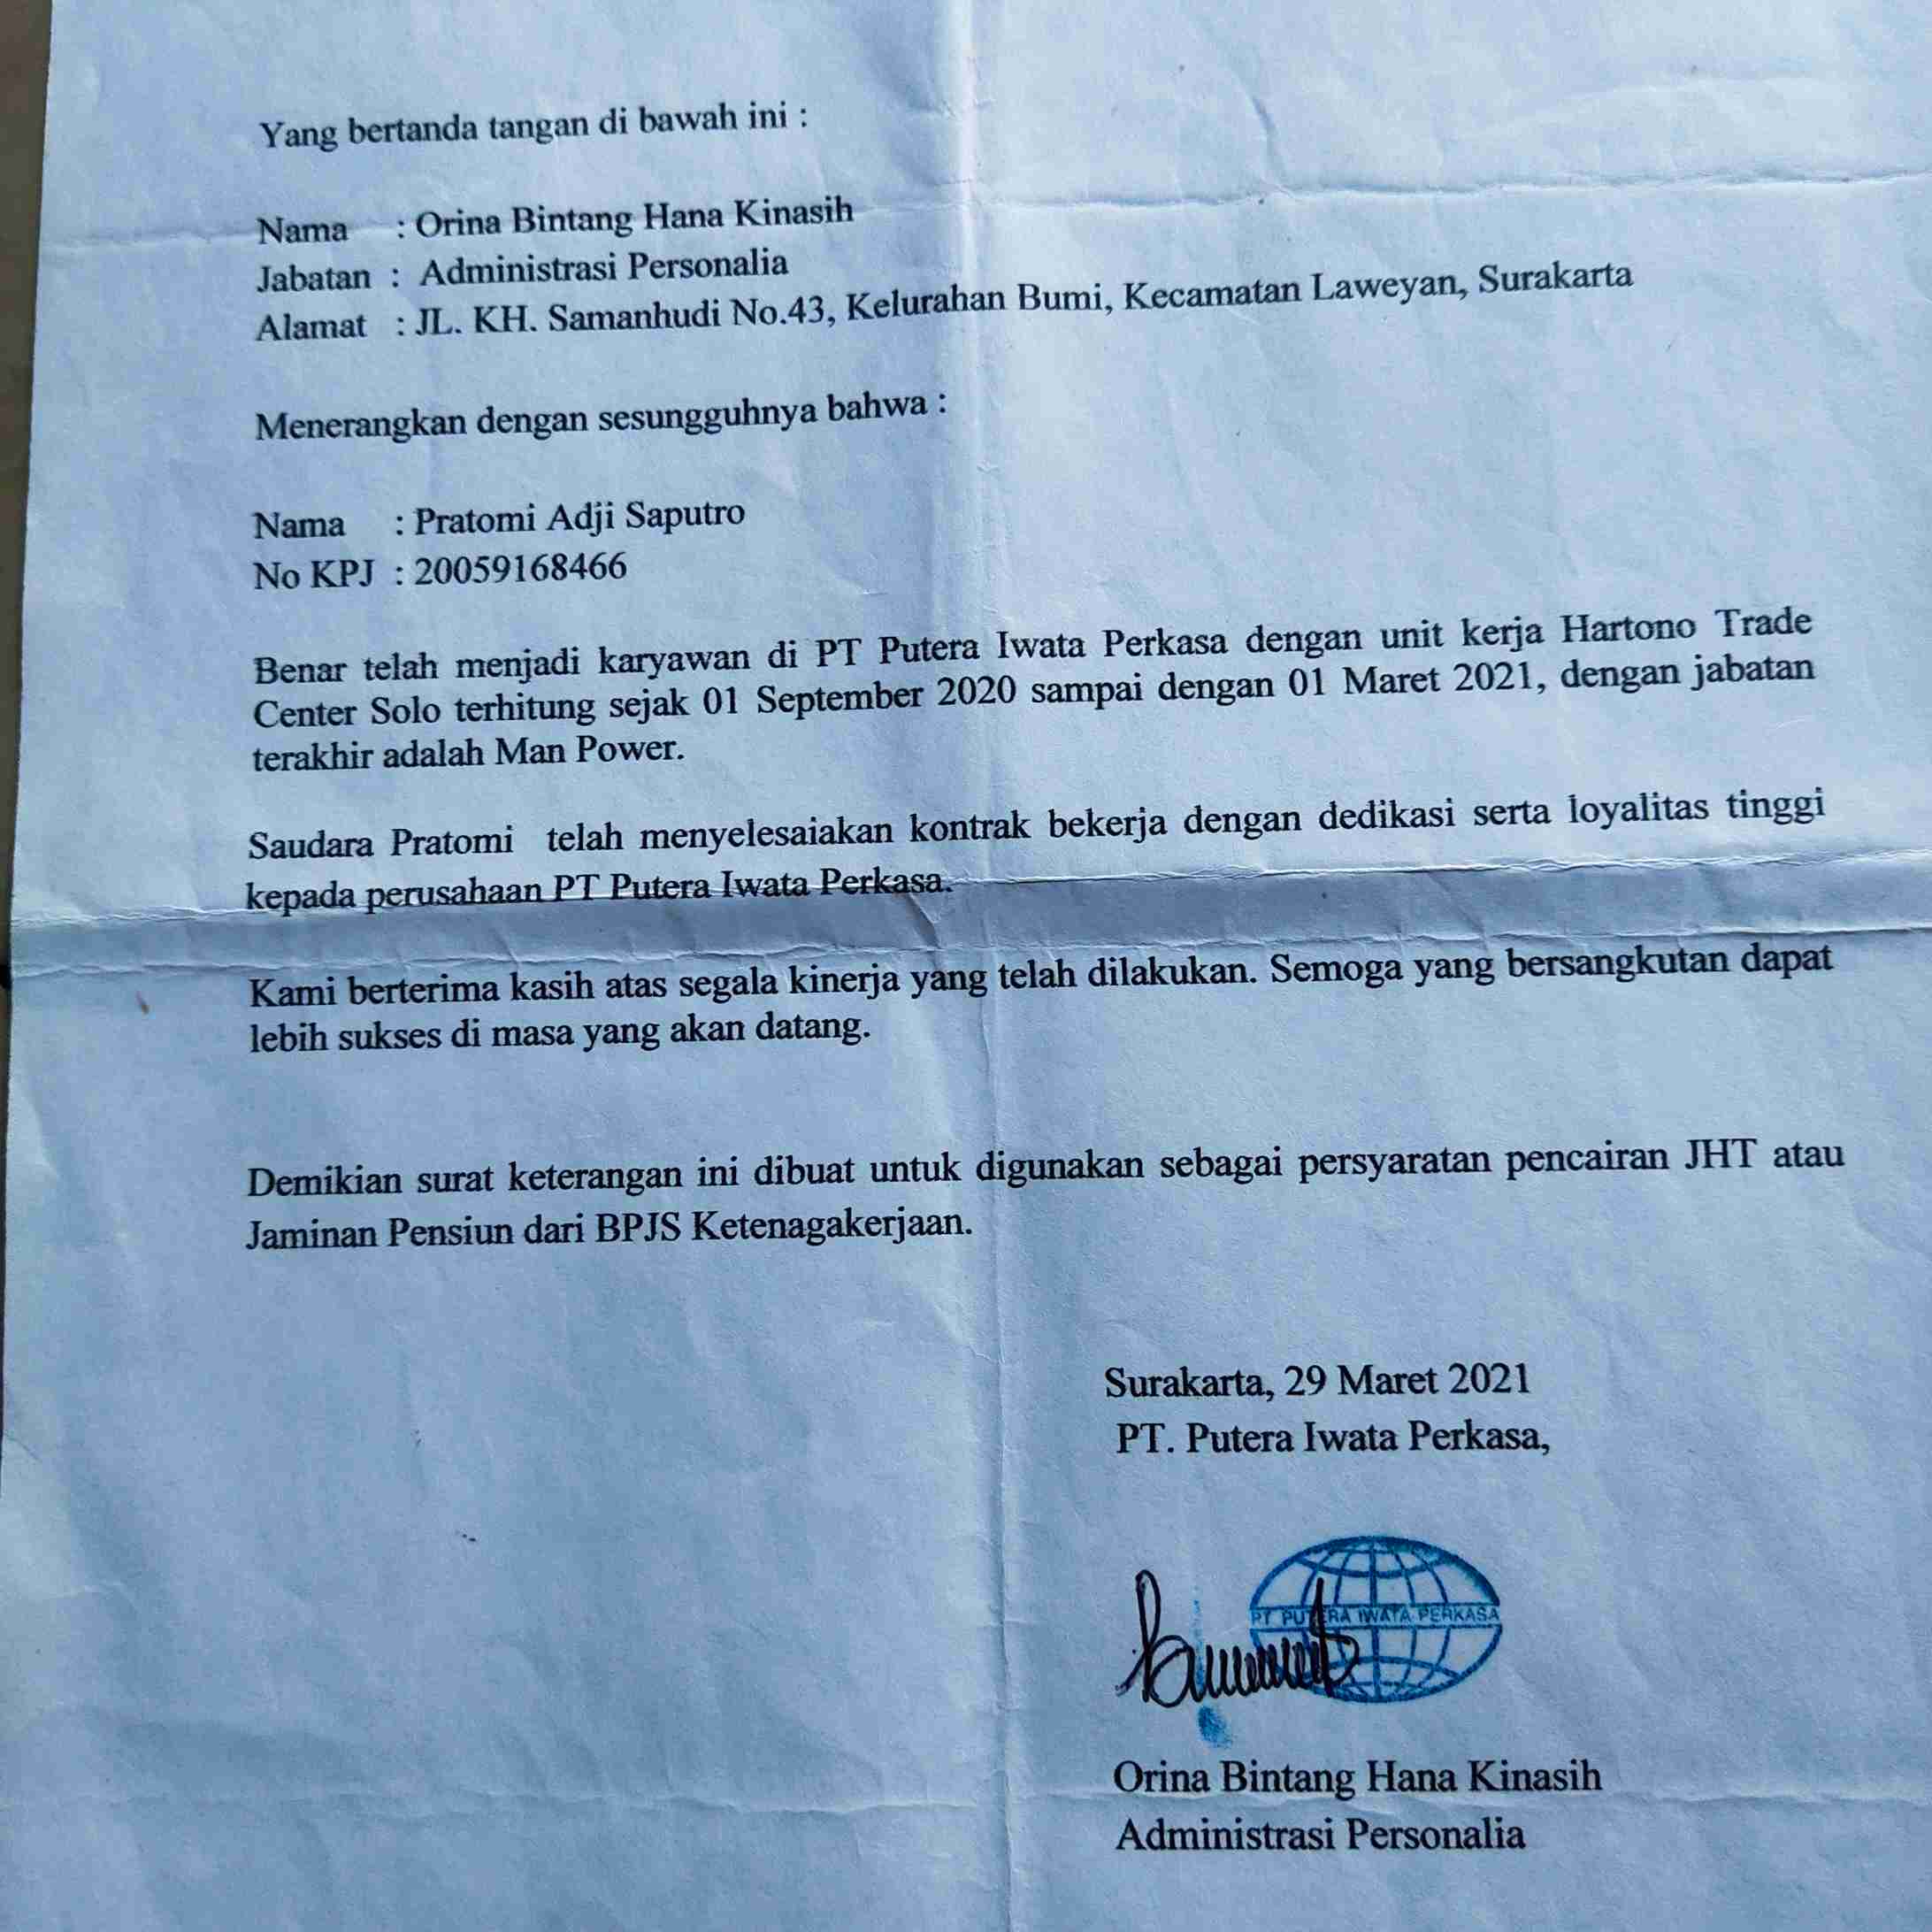 Yang bertanda tangan di bawah ini :
Nama : Orina Bintang Hana Kinasih
Jabatan : Administrasi Personalia
Alamat : JL. KH. Samanhudi No.43, Kelurahan Bumi, Kecamatan Laweyan, Surakarta
Menerangkan dengan sesungguhnya bahwa :
Nama : Pratomi Adji Saputro
No KPJ : 20059168466
Benar telah menjadi karyawan di PT Putera Iwata Perkasa dengan unit kerja Hartono Trade
Center Solo terhitung sejak 01 September 2020 sampai dengan 01 Maret 2021, dengan jabatan
terakhir adalah Man Power.
Saudara Pratomi telah menyelesaiakan kontrak bekerja dengan dedikasi serta loyalitas tinggi
kepada perusahaan PT Putera Iwata Perkasa.
Kami berterima kasih atas segala kinerja yang telah dilakukan. Semoga yang bersangkutan dapat
lebih sukses di masa yang akan datang.
Demikian surat keterangan ini dibuat untuk digunakan sebagai persyaratan pencairan JHT atau
Jaminan Pensiun dari BPJS Ketenagakerjaan.
Surakarta, 29 Maret 2021
PT. Putera Iwata Perkasa,
PT PUTERA IWATA PERKASA
Orina Bintang Hana Kinasih
Administrasi Personalia